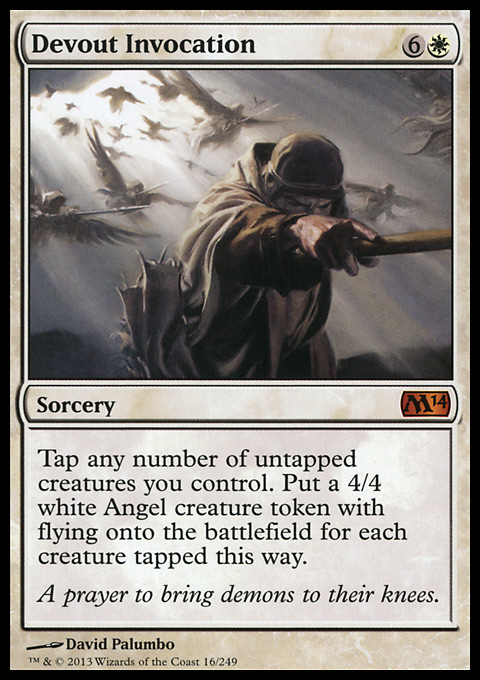 Devout Invocation 6
Sorcery M14
Tap any number of untapped
creatures you control. Put a 4/4
white Angel creature token with
flying onto the battlefield for each
creature tapped this way.
A prayer to bring demons to their knees.
David Palumbo
™ & © 2013 Wizards of the Coast 16/249